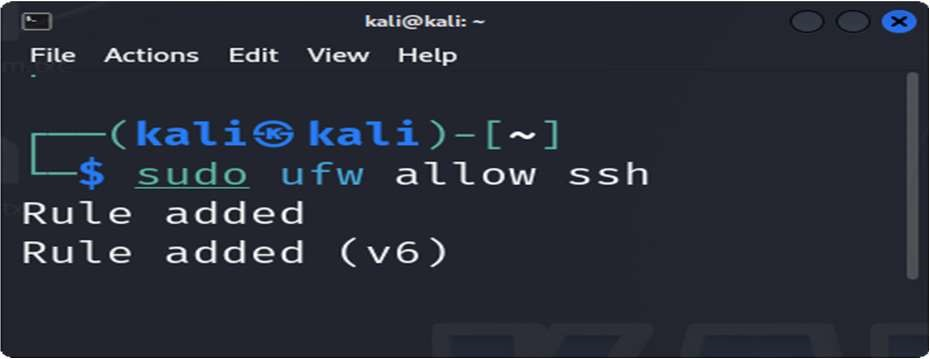 kali@kali: ~
File Actions Edit View Help
┌──(kali㉿kali)-[~]
└─$ sudo ufw allow ssh
Rule added
Rule added (v6)